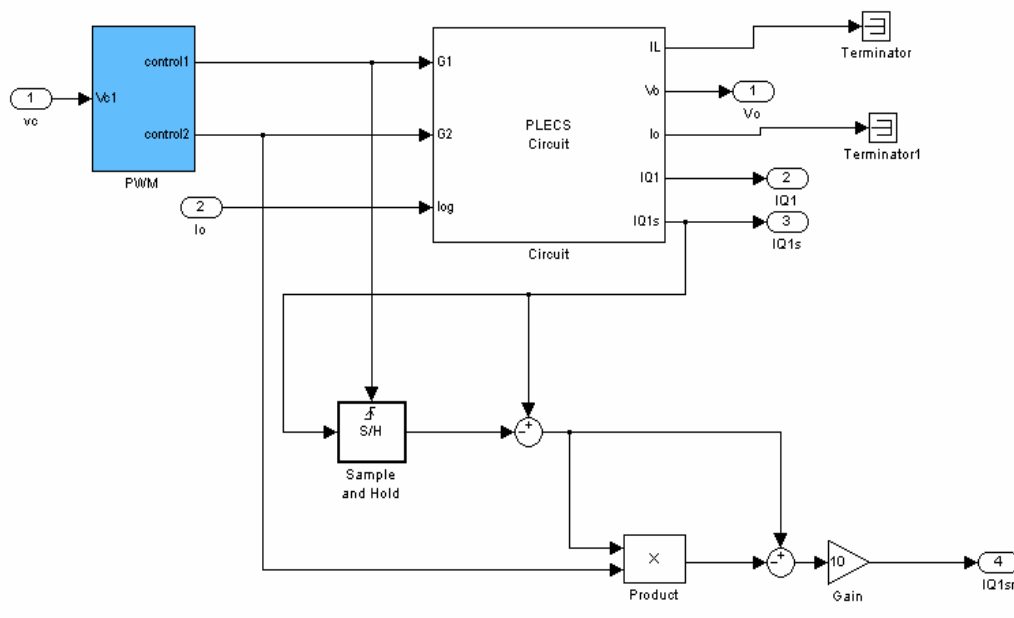 1
vc
Vc1
control1
control2
PWM
2
Io
G1
G2
log
PLECS
Circuit
IL
Vo
Io
IQ1
IQ1s
Circuit
Terminator
1
Vo
Terminator1
2
IQ1
3
IQ1s
S/H
Sample
and Hold
- +
×
Product
- +
10
Gain
4